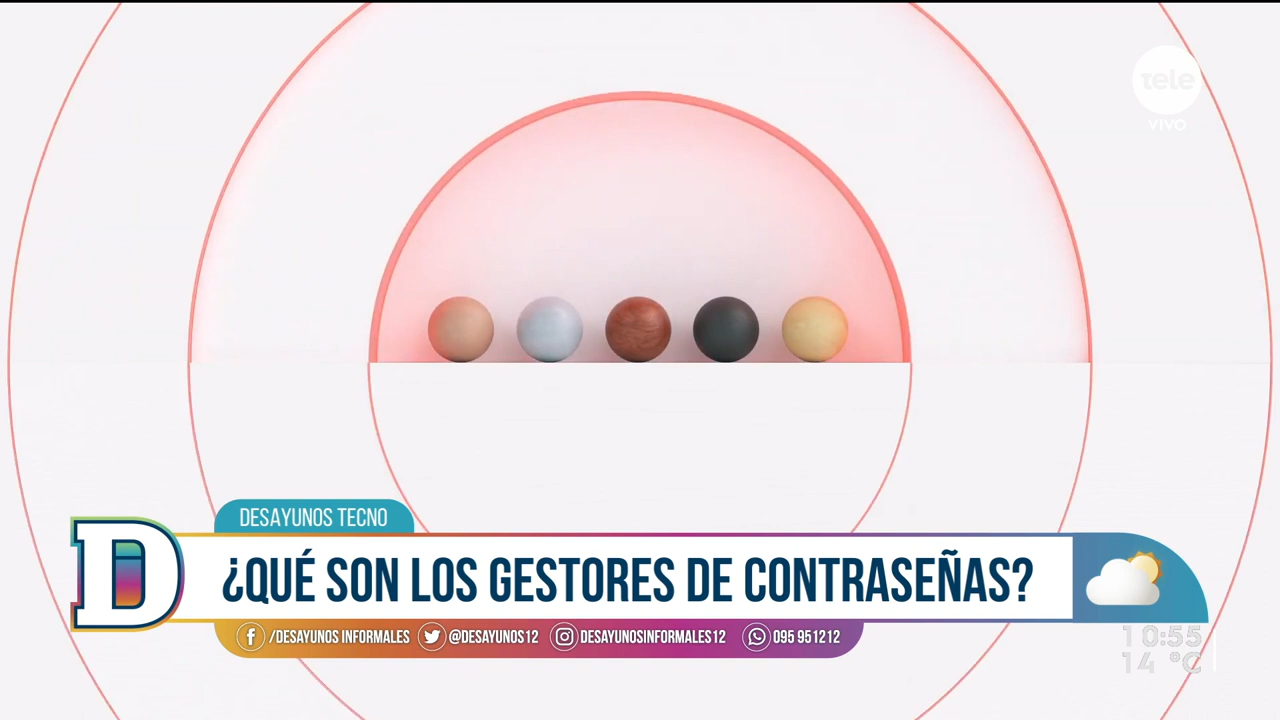 tele
VIVO
DESAYUNOS TECNO
D
¿QUÉ SON LOS GESTORES DE CONTRASEÑAS?
/DESAYUNOS INFORMALES @DESAYUNOS12 DESAYUNOSINFORMALES12 095 951212
10:55
14 °C